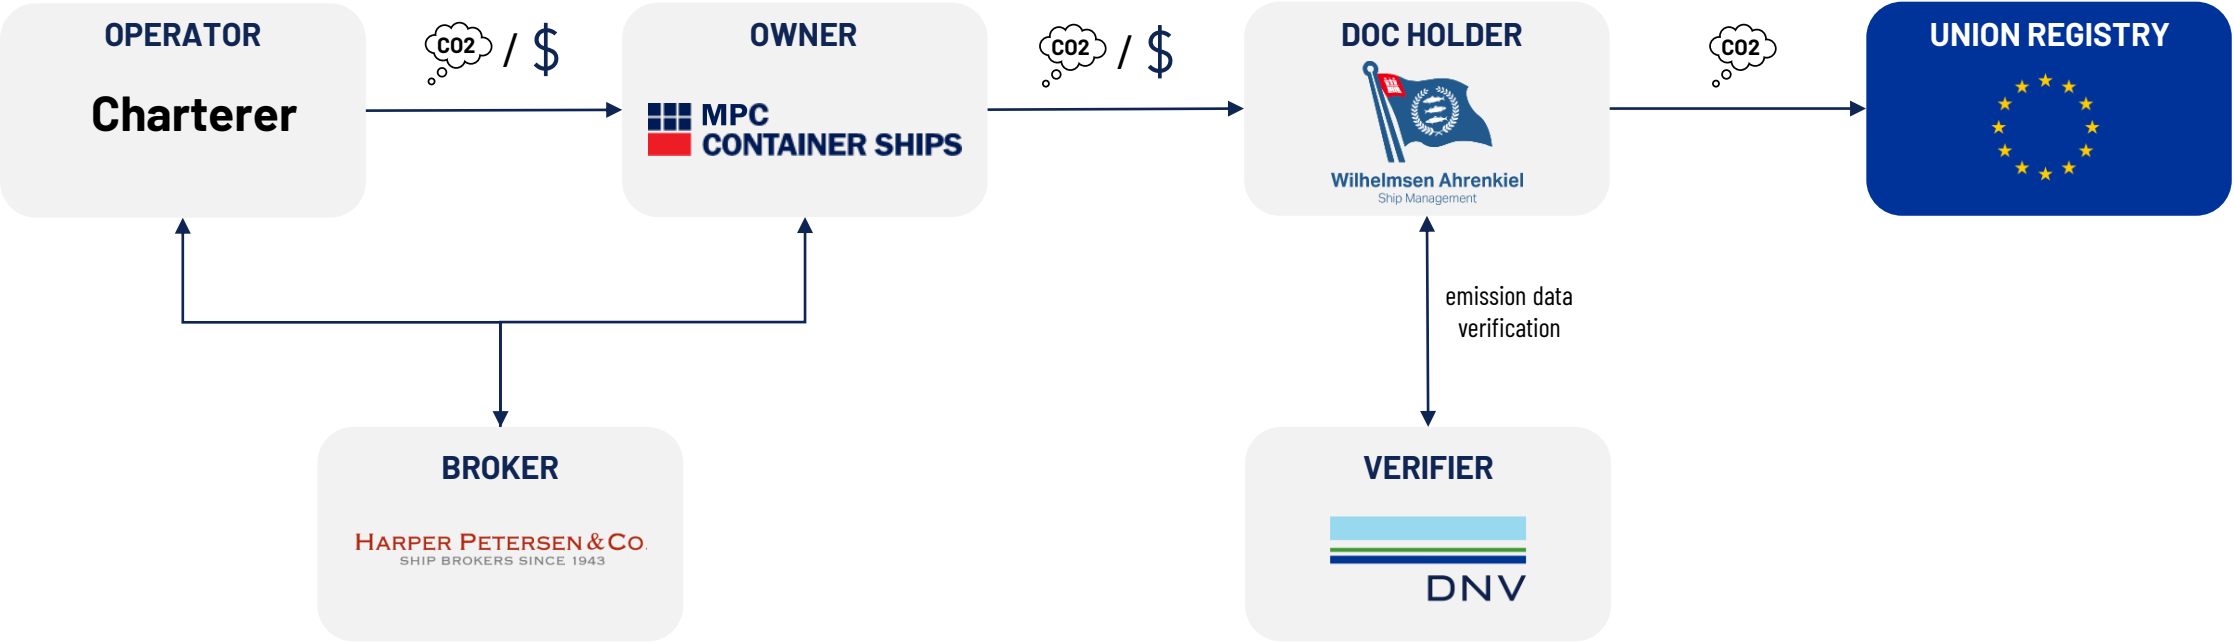 OPERATOR
Charterer
CO2 / $
OWNER
MPC
CONTAINER SHIPS
CO2 / $
DOC HOLDER
Wilhelmsen Ahrenkiel
Ship Management
CO2
UNION REGISTRY
emission data
verification
BROKER
HARPER PETERSEN & CO.
SHIP BROKERS SINCE 1943
VERIFIER
DNV